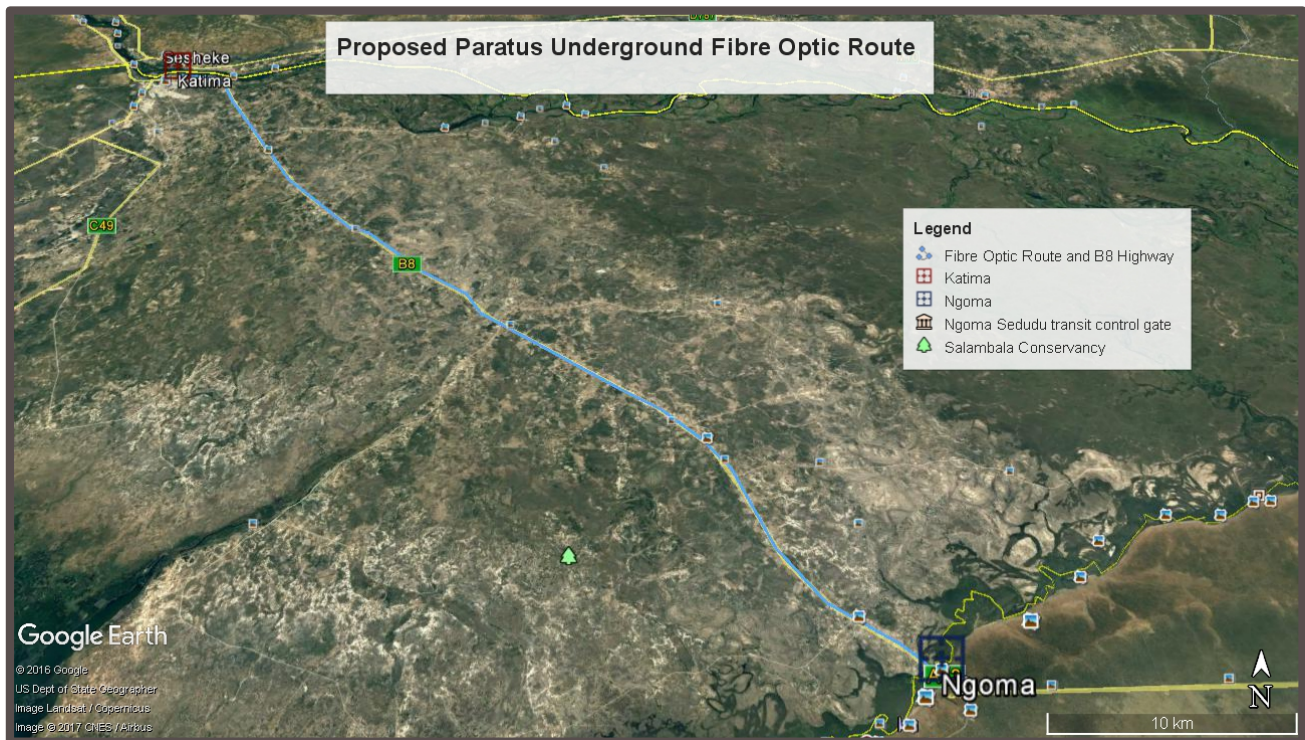 D787
Proposed Paratus Underground Fibre Optic Route
Sesheke
Katima
C49
B8
Legend
Fibre Optic Route and B8 Highway
Katima
Ngoma
Ngoma Sedudu transit control gate
Salambala Conservancy
Google Earth
© 2016 Google
US Dept of State Geographer
Image Landsat / Copernicus
Image © 2017 CNES / Airbus
Ngoma
N
10 km